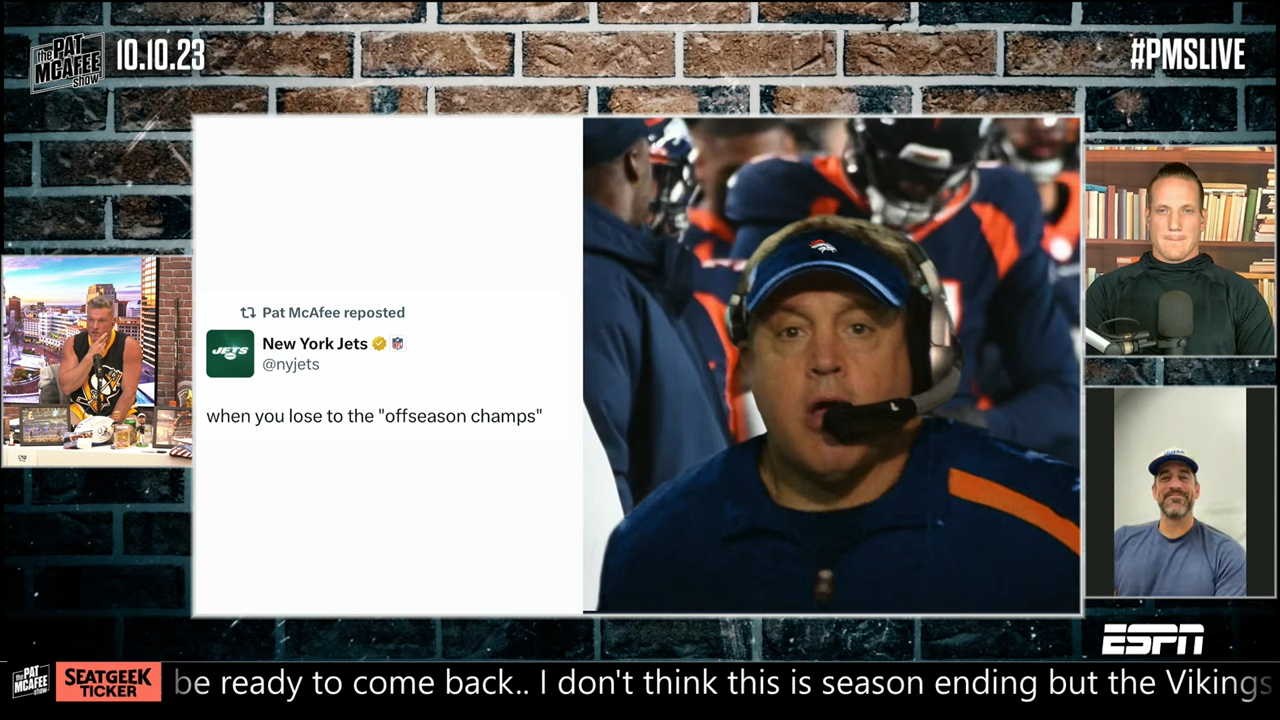 the PAT MCAFEE show
10.10.23
#PMSLIVE
Pat McAfee reposted
New York Jets
@nyjets
JETS
when you lose to the "offseason champs"
ESPN
the PAT MCAFEE show
SEATGEEK
TICKER
be ready to come back.. I don't think this is season ending but the Vikings